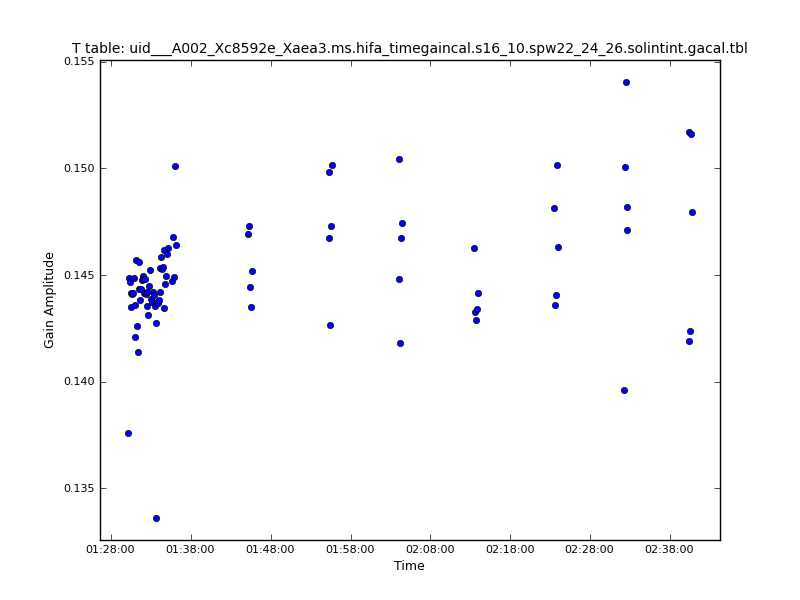 T table: uid___A002_Xc8592e_Xaea3.ms.hifa_timegaincal.s16_10.spw22_24_26.solintint.gacal.tbl
0.155
0.150
0.145
0.140
0.135
Gain Amplitude
01:28:00 01:38:00 01:48:00 01:58:00 02:08:00 02:18:00 02:28:00 02:38:00
Time